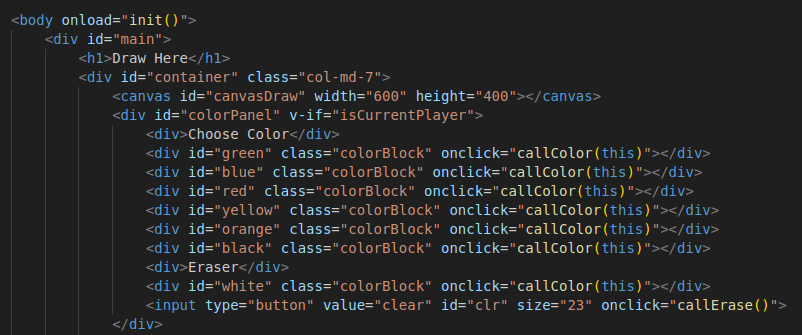 <body onload="init()">
<div id="main">
<h1>Draw Here</h1>
<div id="container" class="col-md-7">
<canvas id="canvasDraw" width="600" height="400"></canvas>
<div id="colorPanel" v-if="isCurrentPlayer">
<div>Choose Color</div>
<div id="green" class="colorBlock" onclick="callColor(this)"></div>
<div id="blue" class="colorBlock" onclick="callColor(this)"></div>
<div id="red" class="colorBlock" onclick="callColor(this)"></div>
<div id="yellow" class="colorBlock" onclick="callColor(this)"></div>
<div id="orange" class="colorBlock" onclick="callColor(this)"></div>
<div id="black" class="colorBlock" onclick="callColor(this)"></div>
<div>Eraser</div>
<div id="white" class="colorBlock" onclick="callColor(this)"></div>
<input type="button" value="clear" id="clr" size="23" onclick="callErase()">
</div>